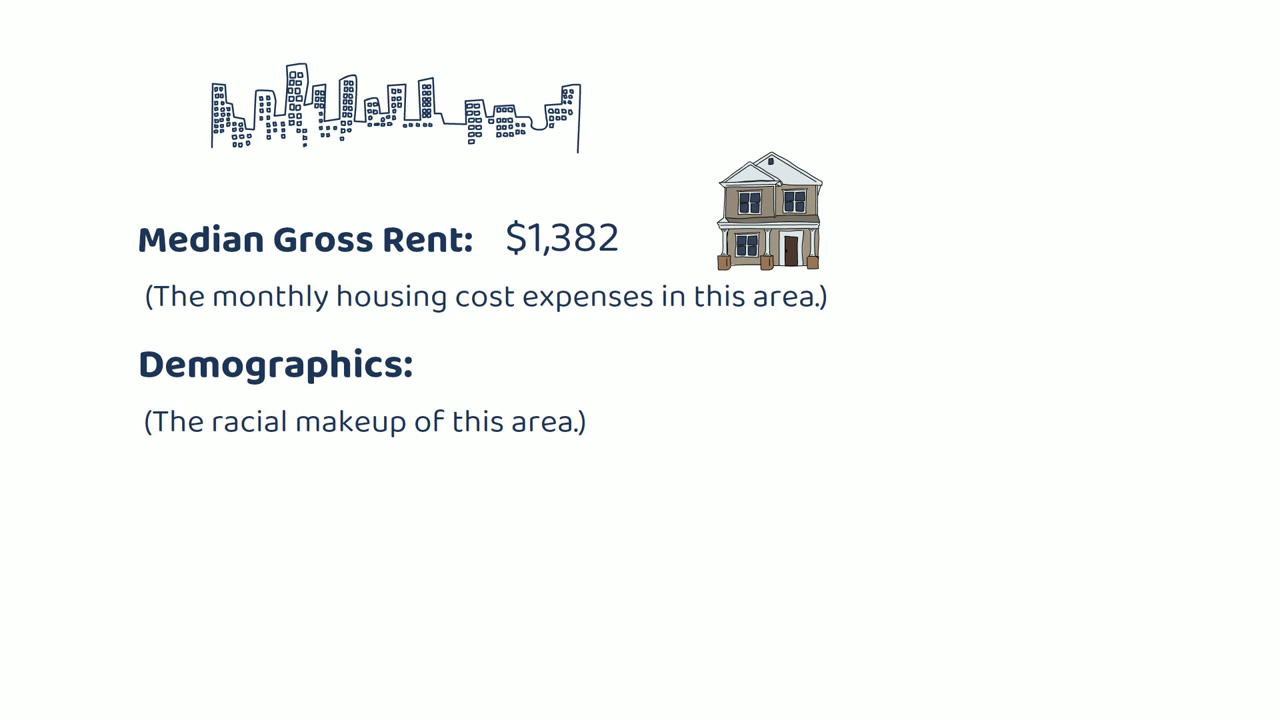 Median Gross Rent: $1,382
(The monthly housing cost expenses in this area.)
Demographics:
(The racial makeup of this area.)